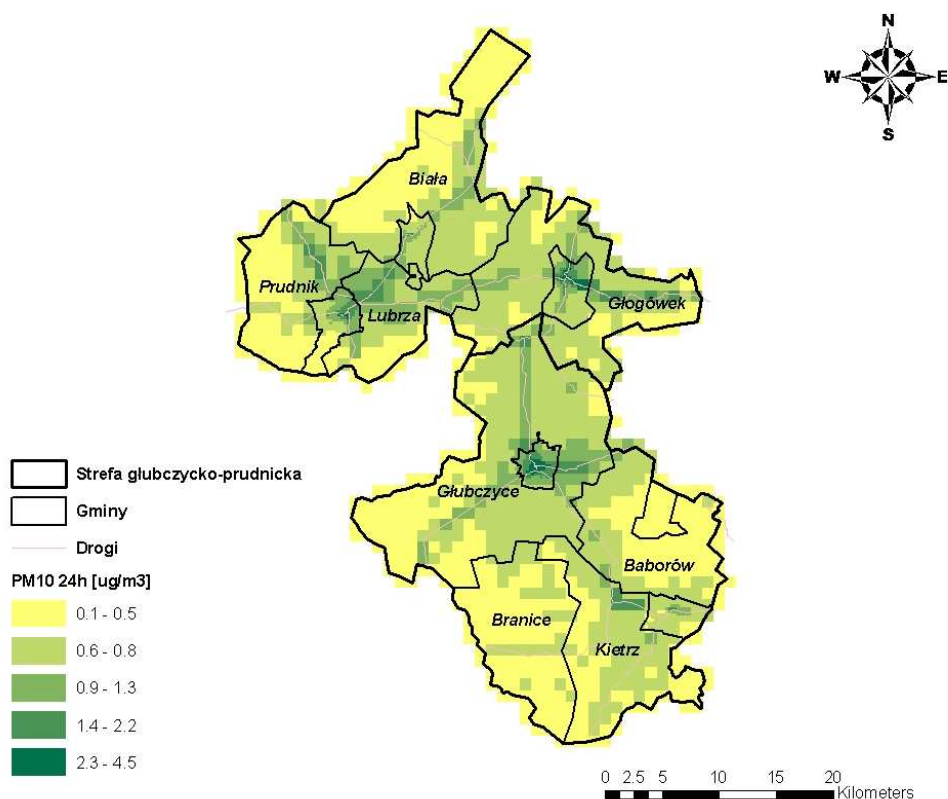 N
W E
S
Biała
Prudnik
Lubrza
Głogówek
Głubczyce
Baborów
Branice
Kietrz
Strefa głubczycko-prudnicka
Gminy
Drogi
PM10 24h [ug/m3]
0.1 - 0.5
0.6 - 0.8
0.9 - 1.3
1.4 - 2.2
2.3 - 4.5
0 2.5 5 10 15 20
Kilometers